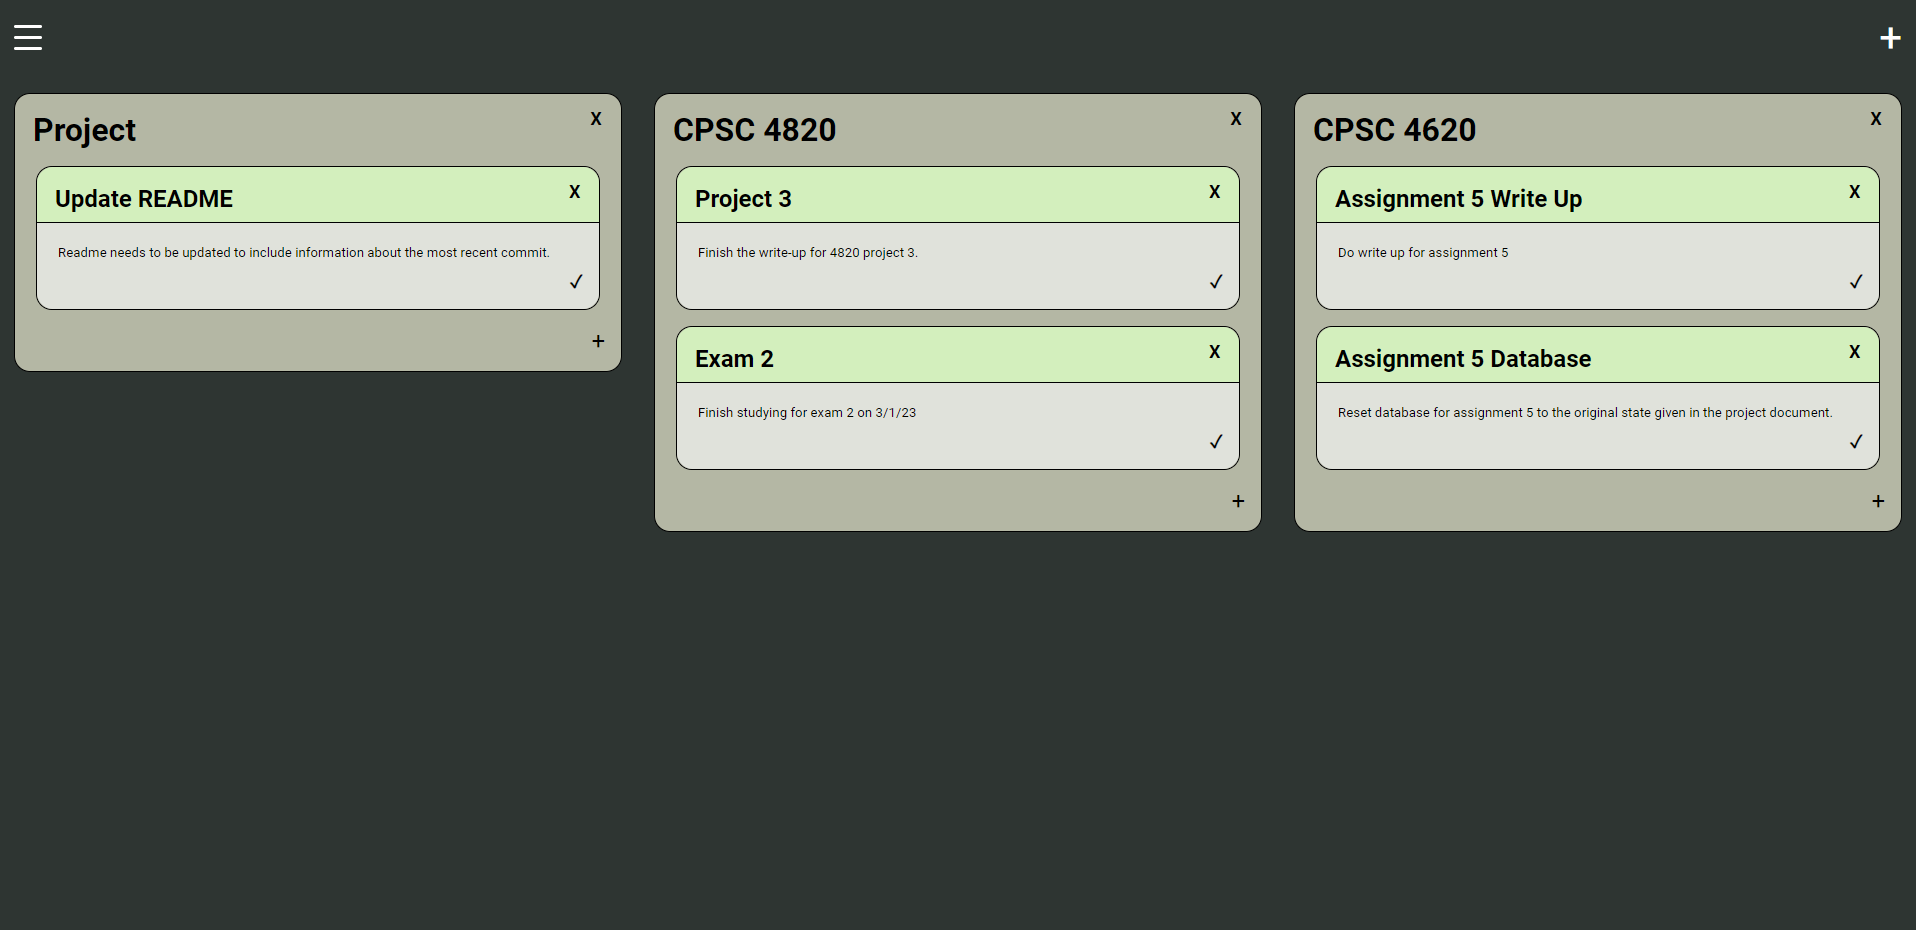 +
Project X
Update README X
Readme needs to be updated to include information about the most recent commit.
✓
+
CPSC 4820 X
Project 3 X
Finish the write-up for 4820 project 3.
✓
Exam 2 X
Finish studying for exam 2 on 3/1/23
✓
+
CPSC 4620 X
Assignment 5 Write Up X
Do write up for assignment 5
✓
Assignment 5 Database X
Reset database for assignment 5 to the original state given in the project document.
✓
+